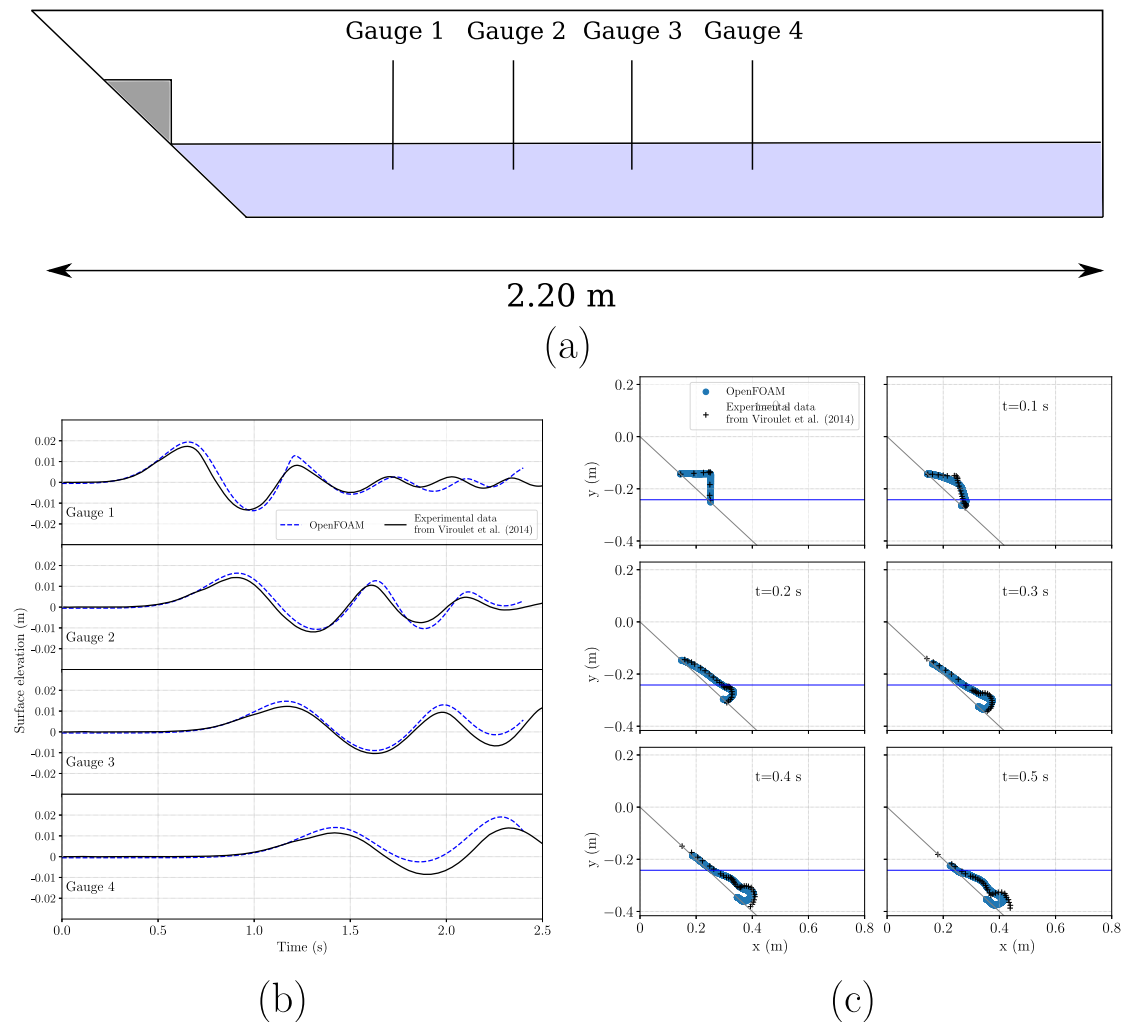 Gauge 1 Gauge 2 Gauge 3 Gauge 4
2.20 m
(a)
Surface elevation (m)
0.02
0.01
0
-0.01
-0.02
Gauge 1
OpenFOAM
Experimental data
from Viroulet et al. (2014)
0.02
0.01
0
-0.01
-0.02
Gauge 2
0.02
0.01
0
-0.01
-0.02
Gauge 3
0.02
0.01
0
-0.01
-0.02
Gauge 4
0.0 0.5 1.0 1.5 2.0 2.5
Time (s)
(b)
y (m)
0.2
0.0
−0.2
−0.4
OpenFOAM
Experimental data
from Viroulet et al. (2014)
t=0.1 s
y (m)
0.2
0.0
−0.2
−0.4
t=0.2 s
t=0.3 s
y (m)
0.2
0.0
−0.2
−0.4
t=0.4 s
t=0.5 s
0.0 0.2 0.4 0.6 0.8
x (m)
0.0 0.2 0.4 0.6 0.8
x (m)
(c)